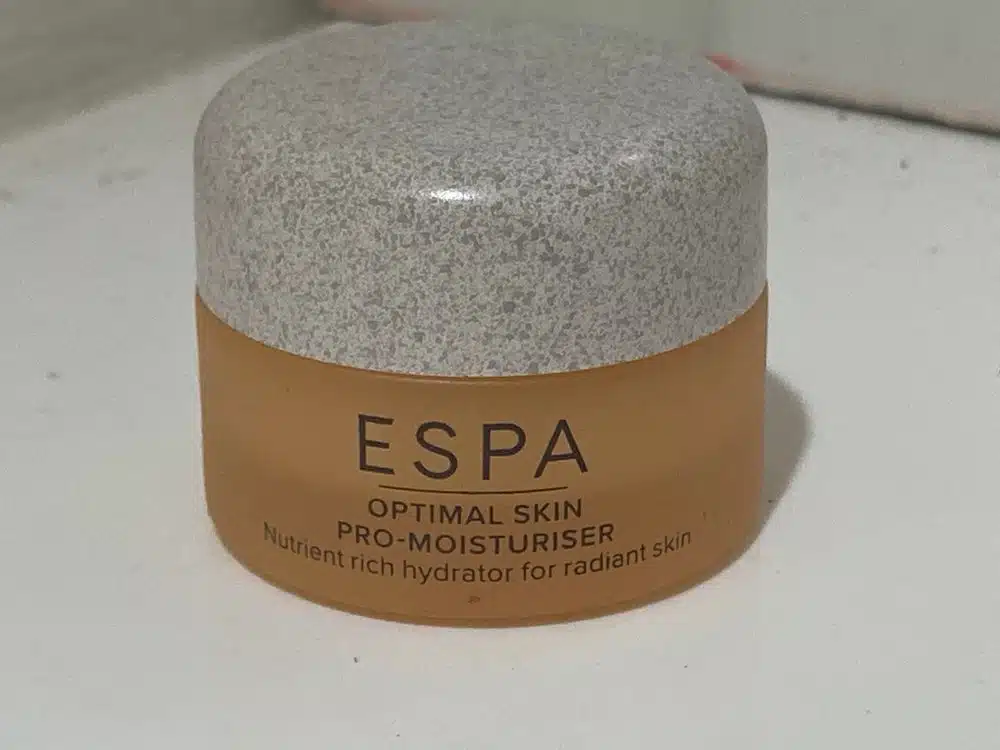 ESPA
OPTIMAL SKIN
PRO-MOISTURISER
Nutrient rich hydrator for radiant skin